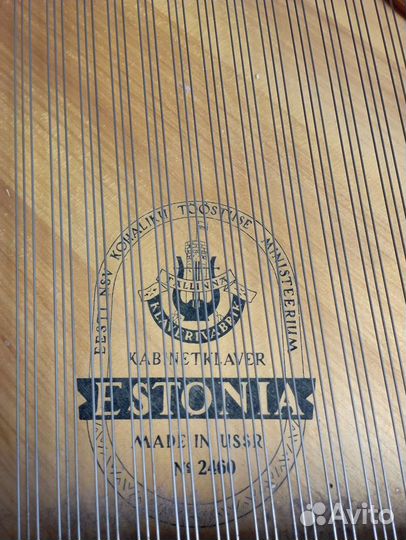 EESTI NSV KOHALIKU TÖÖSTUSE MINISTEERIUM
TALLINNA
KLAVERIVABRIK
KABINETKLAVER
ESTONIA
MADE IN USSR
№ 2460
Avito